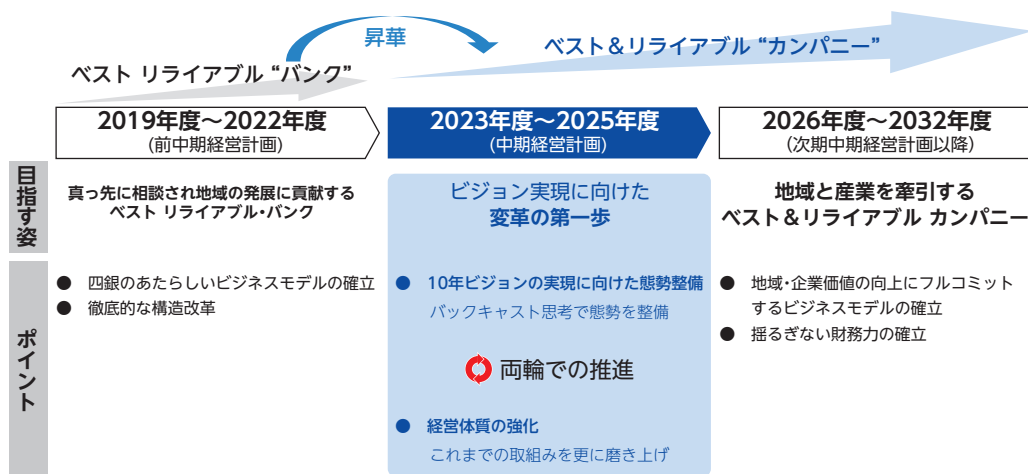 昇華
ベスト リライアブル “バンク”
ベスト＆リライアブル “カンパニー”
2019年度～2022年度
(前中期経営計画)
2023年度～2025年度
(中期経営計画)
2026年度～2032年度
(次期中期経営計画以降)
目指す姿
真っ先に相談され地域の発展に貢献する
ベスト リライアブル・バンク
ビジョン実現に向けた
変革の第一歩
地域と産業を牽引する
ベスト＆リライアブル カンパニー
ポイント
● 四銀のあたらしいビジネスモデルの確立
● 徹底的な構造改革
● 10年ビジョンの実現に向けた態勢整備
バックキャスト思考で態勢を整備
両輪での推進
● 経営体質の強化
これまでの取組みを更に磨き上げ
● 地域・企業価値の向上にフルコミット
するビジネスモデルの確立
● 揺るぎない財務力の確立